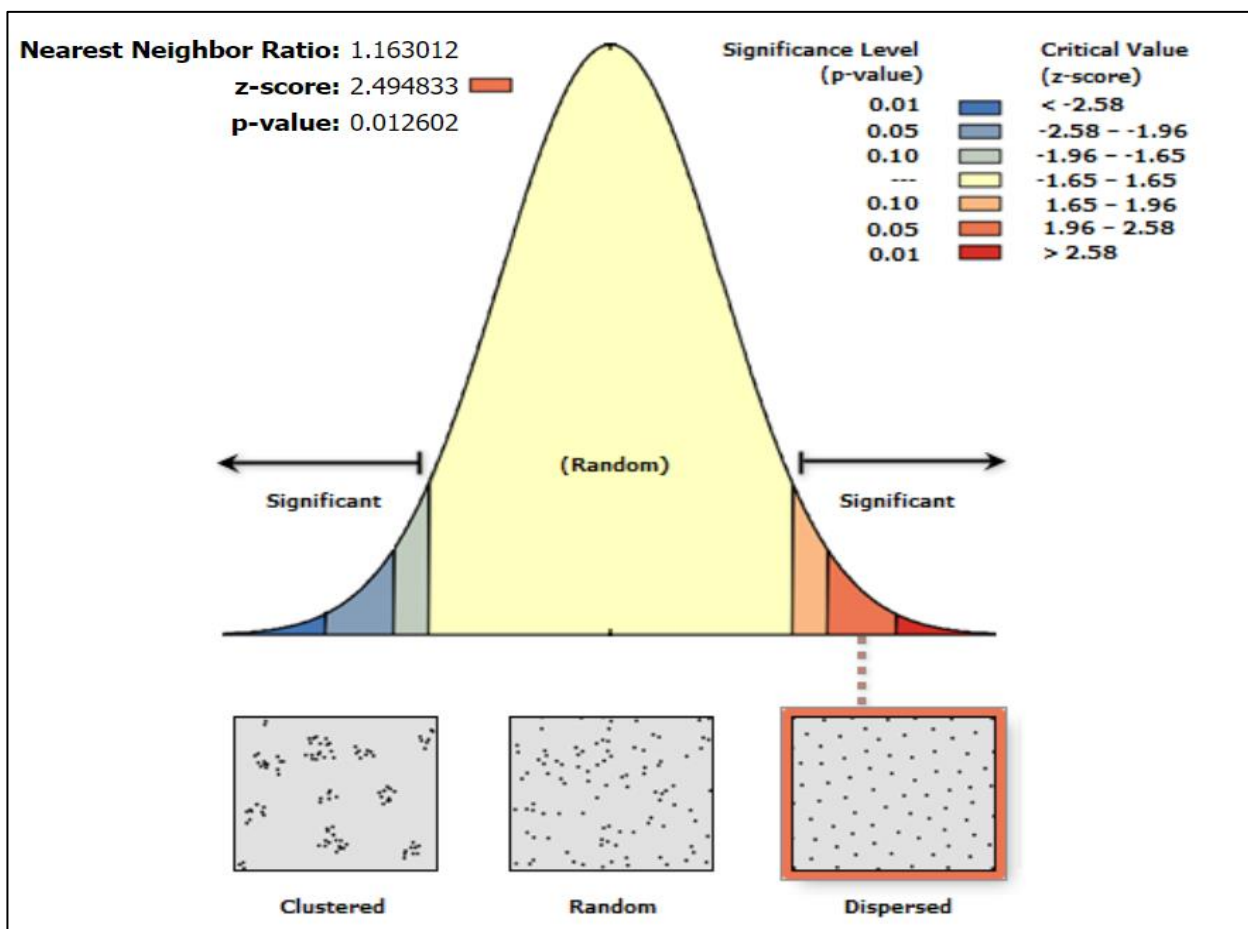 Nearest Neighbor Ratio: 1.163012
z-score: 2.494833
p-value: 0.012602
Significance Level Critical Value
(p-value) (z-score)
0.01 < -2.58
0.05 -2.58 – -1.96
0.10 -1.96 – -1.65
--- -1.65 – 1.65
0.10 1.65 – 1.96
0.05 1.96 – 2.58
0.01 > 2.58
(Random)
Significant Significant
Clustered Random Dispersed